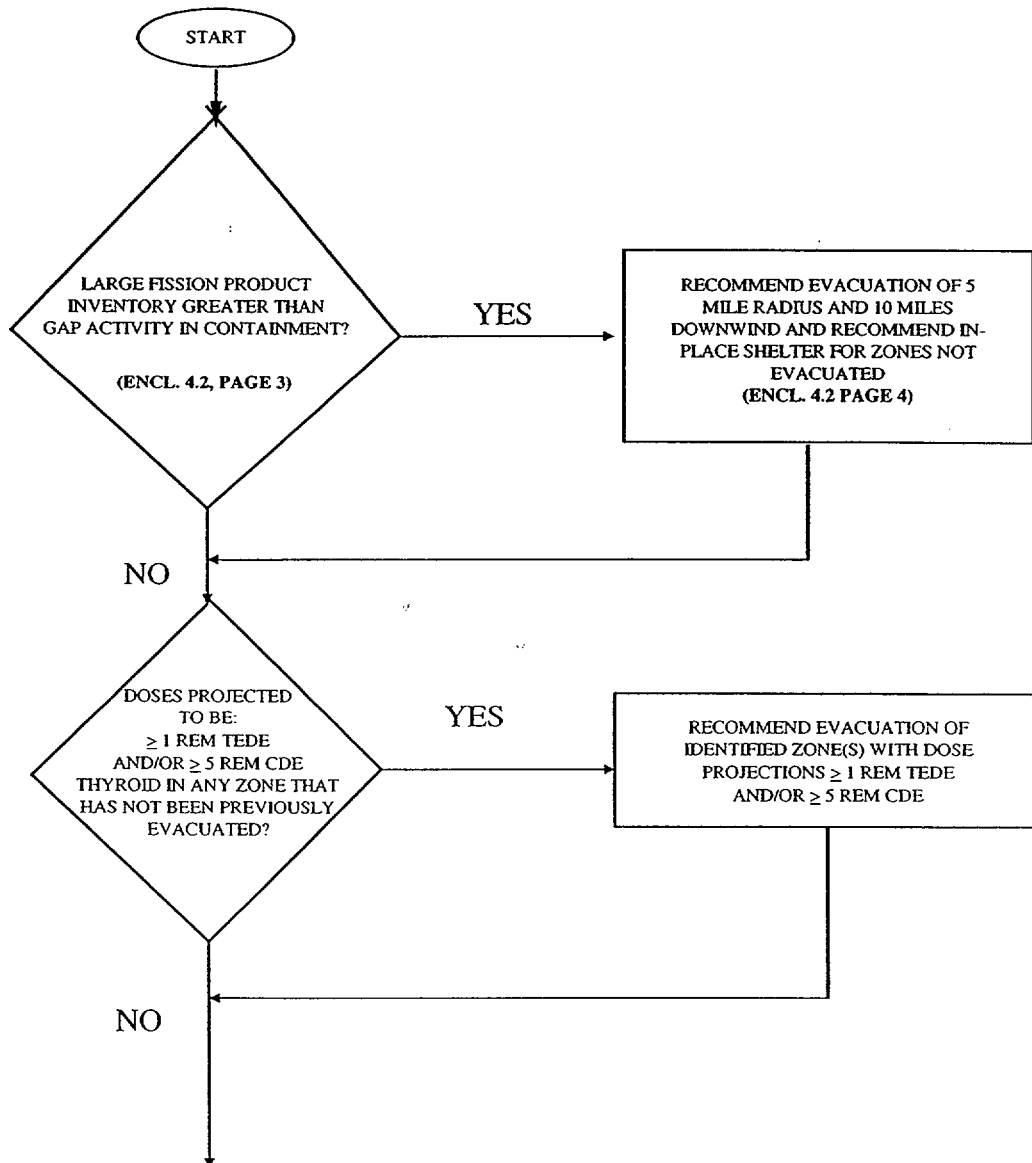 START
LARGE FISSION PRODUCT
INVENTORY GREATER THAN
GAP ACTIVITY IN CONTAINMENT?
(ENCL. 4.2, PAGE 3)
YES
RECOMMEND EVACUATION OF 5
MILE RADIUS AND 10 MILES
DOWNWIND AND RECOMMEND IN-
PLACE SHELTER FOR ZONES NOT
EVACUATED
(ENCL. 4.2 PAGE 4)
NO
DOSES PROJECTED
TO BE:
≥ 1 REM TEDE
AND/OR ≥ 5 REM CDE
THYROID IN ANY ZONE THAT
HAS NOT BEEN PREVIOUSLY
EVACUATED?
YES
RECOMMEND EVACUATION OF
IDENTIFIED ZONE(S) WITH DOSE
PROJECTIONS ≥ 1 REM TEDE
AND/OR ≥ 5 REM CDE
NO